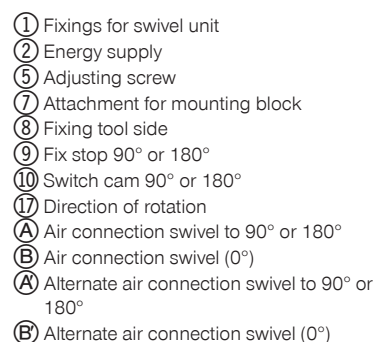 ① Fixings for swivel unit
② Energy supply
⑤ Adjusting screw
⑦ Attachment for mounting block
⑧ Fixing tool side
⑨ Fix stop 90° or 180°
⑩ Switch cam 90° or 180°
⑰ Direction of rotation
Ⓐ Air connection swivel to 90° or 180°
Ⓑ Air connection swivel (0°)
Ⓐ' Alternate air connection swivel to 90° or
180°
Ⓑ' Alternate air connection swivel (0°)